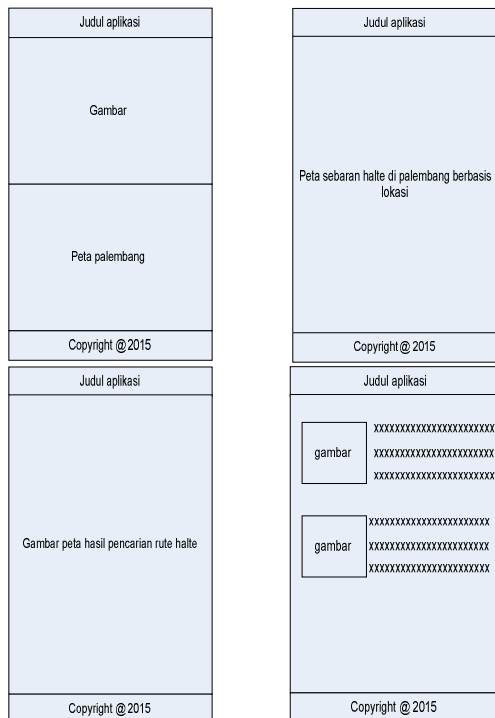 Judul aplikasi
Gambar
Peta palembang
Copyright @ 2015
Judul aplikasi
Peta sebaran halte di palembang berbasis
lokasi
Copyright @ 2015
Judul aplikasi
Gambar peta hasil pencarian rute halte
Copyright @ 2015
Judul aplikasi
gambar
xxxxxxxxxxxxxxxxxxxxxxx
xxxxxxxxxxxxxxxxxxxxxxx
xxxxxxxxxxxxxxxxxxxxxxx
gambar
xxxxxxxxxxxxxxxxxxxxxxx
xxxxxxxxxxxxxxxxxxxxxxx
xxxxxxxxxxxxxxxxxxxxxxx
Copyright @ 2015